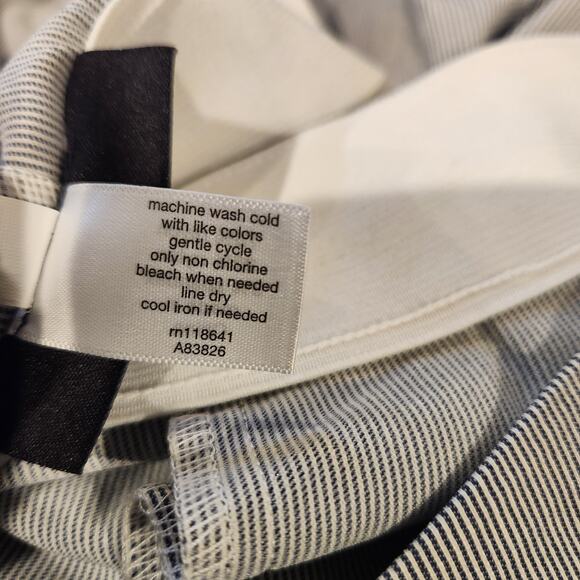 machine wash cold
with like colors
gentle cycle
only non chlorine
bleach when needed
line dry
cool iron if needed
rn118641
A83826